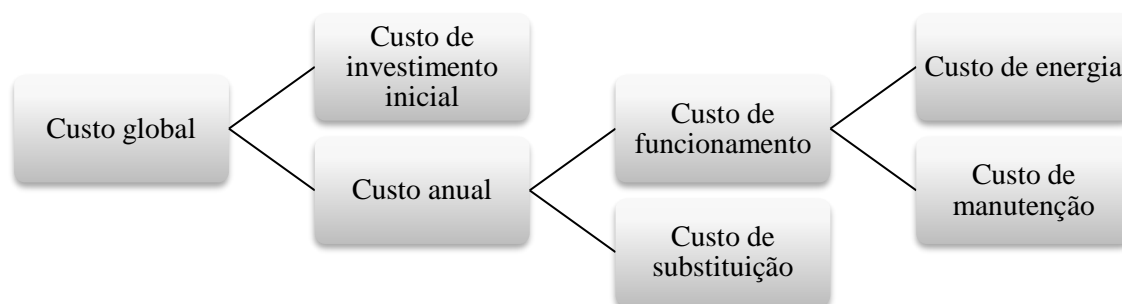 Custo global
Custo de
investimento
inicial
Custo anual
Custo de
funcionamento
Custo de
substituição
Custo de energia
Custo de
manutenção